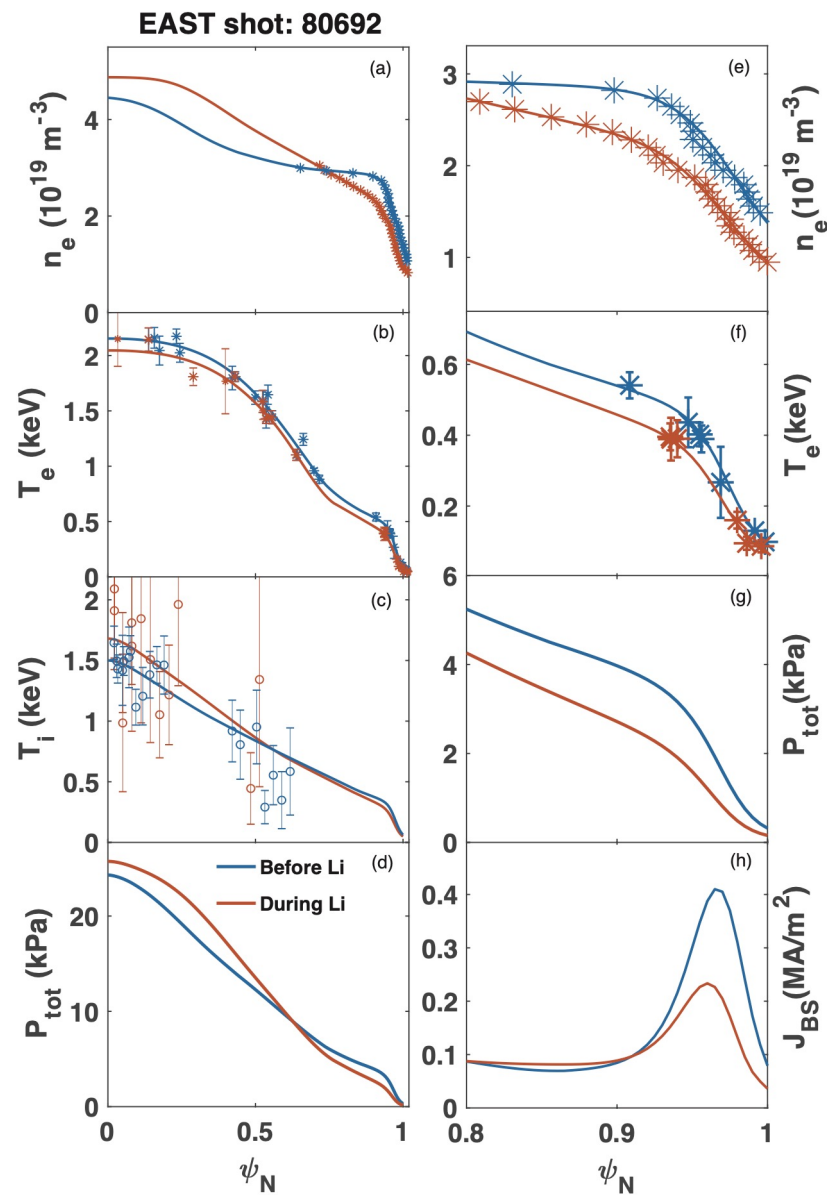 EAST shot: 80692
(a)
n_e (10^19 m^-3)
4
2
0
(b)
T_e (keV)
2
1.5
1
0.5
0
(c)
T_i (keV)
2
1.5
1
0.5
0
(d)
Before Li
During Li
P_tot (kPa)
20
10
0
0
0.5
1
ψ_N
(e)
n_e (10^19 m^-3)
3
2
1
(f)
T_e(keV)
0.6
0.4
0.2
6
(g)
P_tot(kPa)
4
2
0
(h)
J_BS(MA/m^2)
0.4
0.3
0.2
0.1
0
0.8
0.9
1
ψ_N